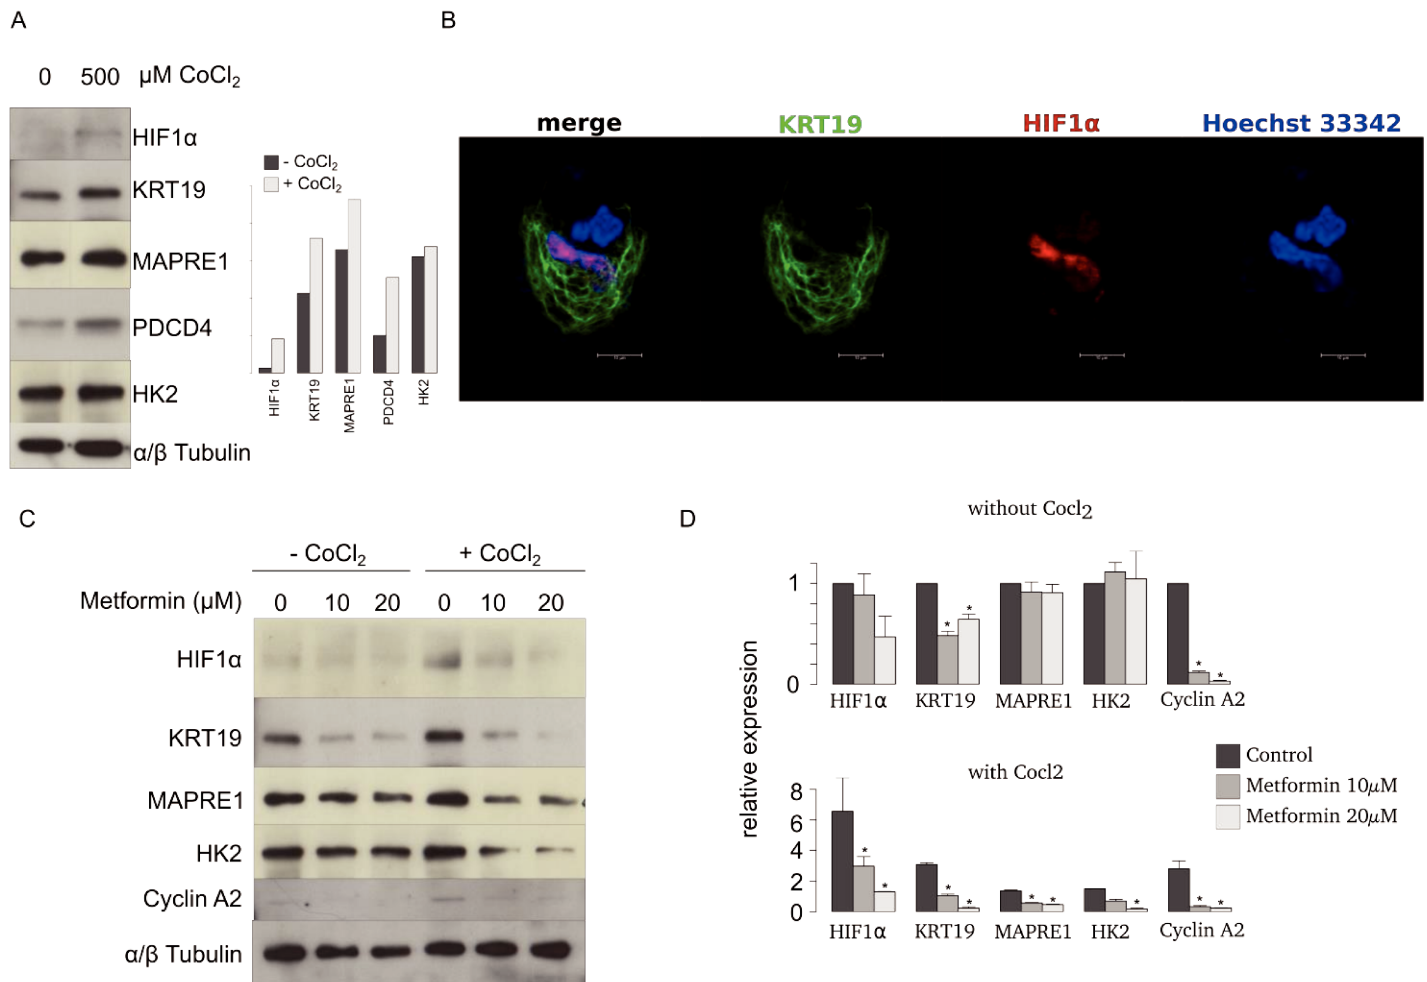 A
0 500 µM CoCl2
HIF1α
KRT19
MAPRE1
PDCD4
HK2
α/β Tubulin
- CoCl2
+ CoCl2
HIF1α
KRT19
MAPRE1
PDCD4
HK2
B
merge KRT19 HIF1α Hoechst 33342
C
- CoCl2 + CoCl2
Metformin (µM) 0 10 20 0 10 20
HIF1α
KRT19
MAPRE1
HK2
Cyclin A2
α/β Tubulin
D
relative expression
without Cocl2
1
0
HIF1α KRT19 MAPRE1 HK2 Cyclin A2
* * * *
with Cocl2
8
6
4
2
0
* * * * * * * * *
HIF1α KRT19 MAPRE1 HK2 Cyclin A2
Control
Metformin 10µM
Metformin 20µM